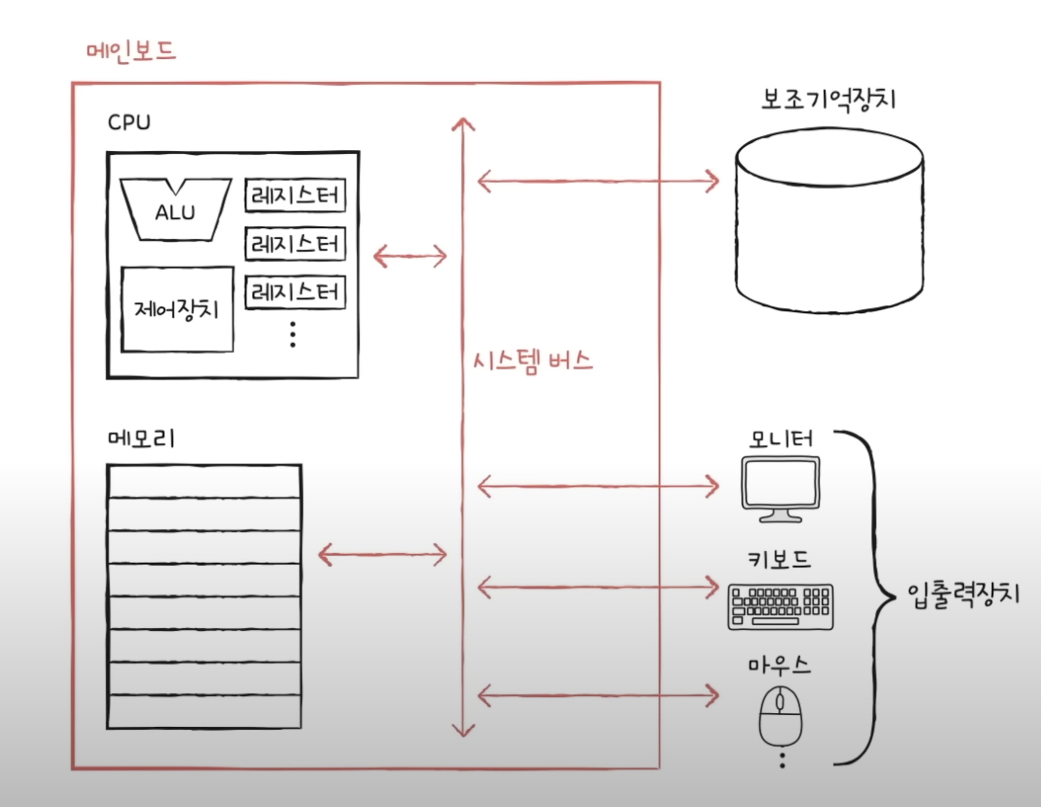 메인보드
CPU
ALU
레지스터
레지스터
레지스터
제어장치
시스템 버스
메모리
보조기억장치
모니터
키보드
마우스
입출력장치